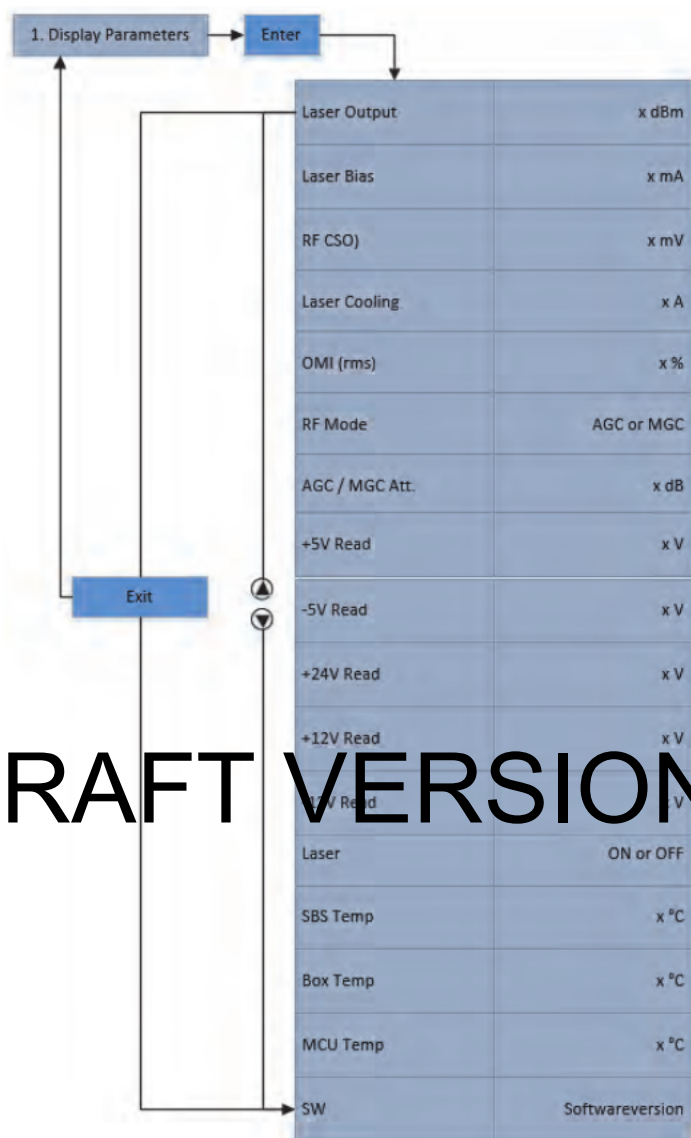 1. Display Parameters Enter
Laser Output x dBm
Laser Bias x mA
RF CSO) x mV
Laser Cooling x A
OMI (rms) x %
RF Mode AGC or MGC
AGC / MGC Att. x dB
+5V Read x V
Exit
-5V Read x V
+24V Read x V
+12V Read x V
RAFT VERSION
Read V
Laser ON or OFF
SBS Temp x °C
Box Temp x °C
MCU Temp x °C
SW Softwareversion